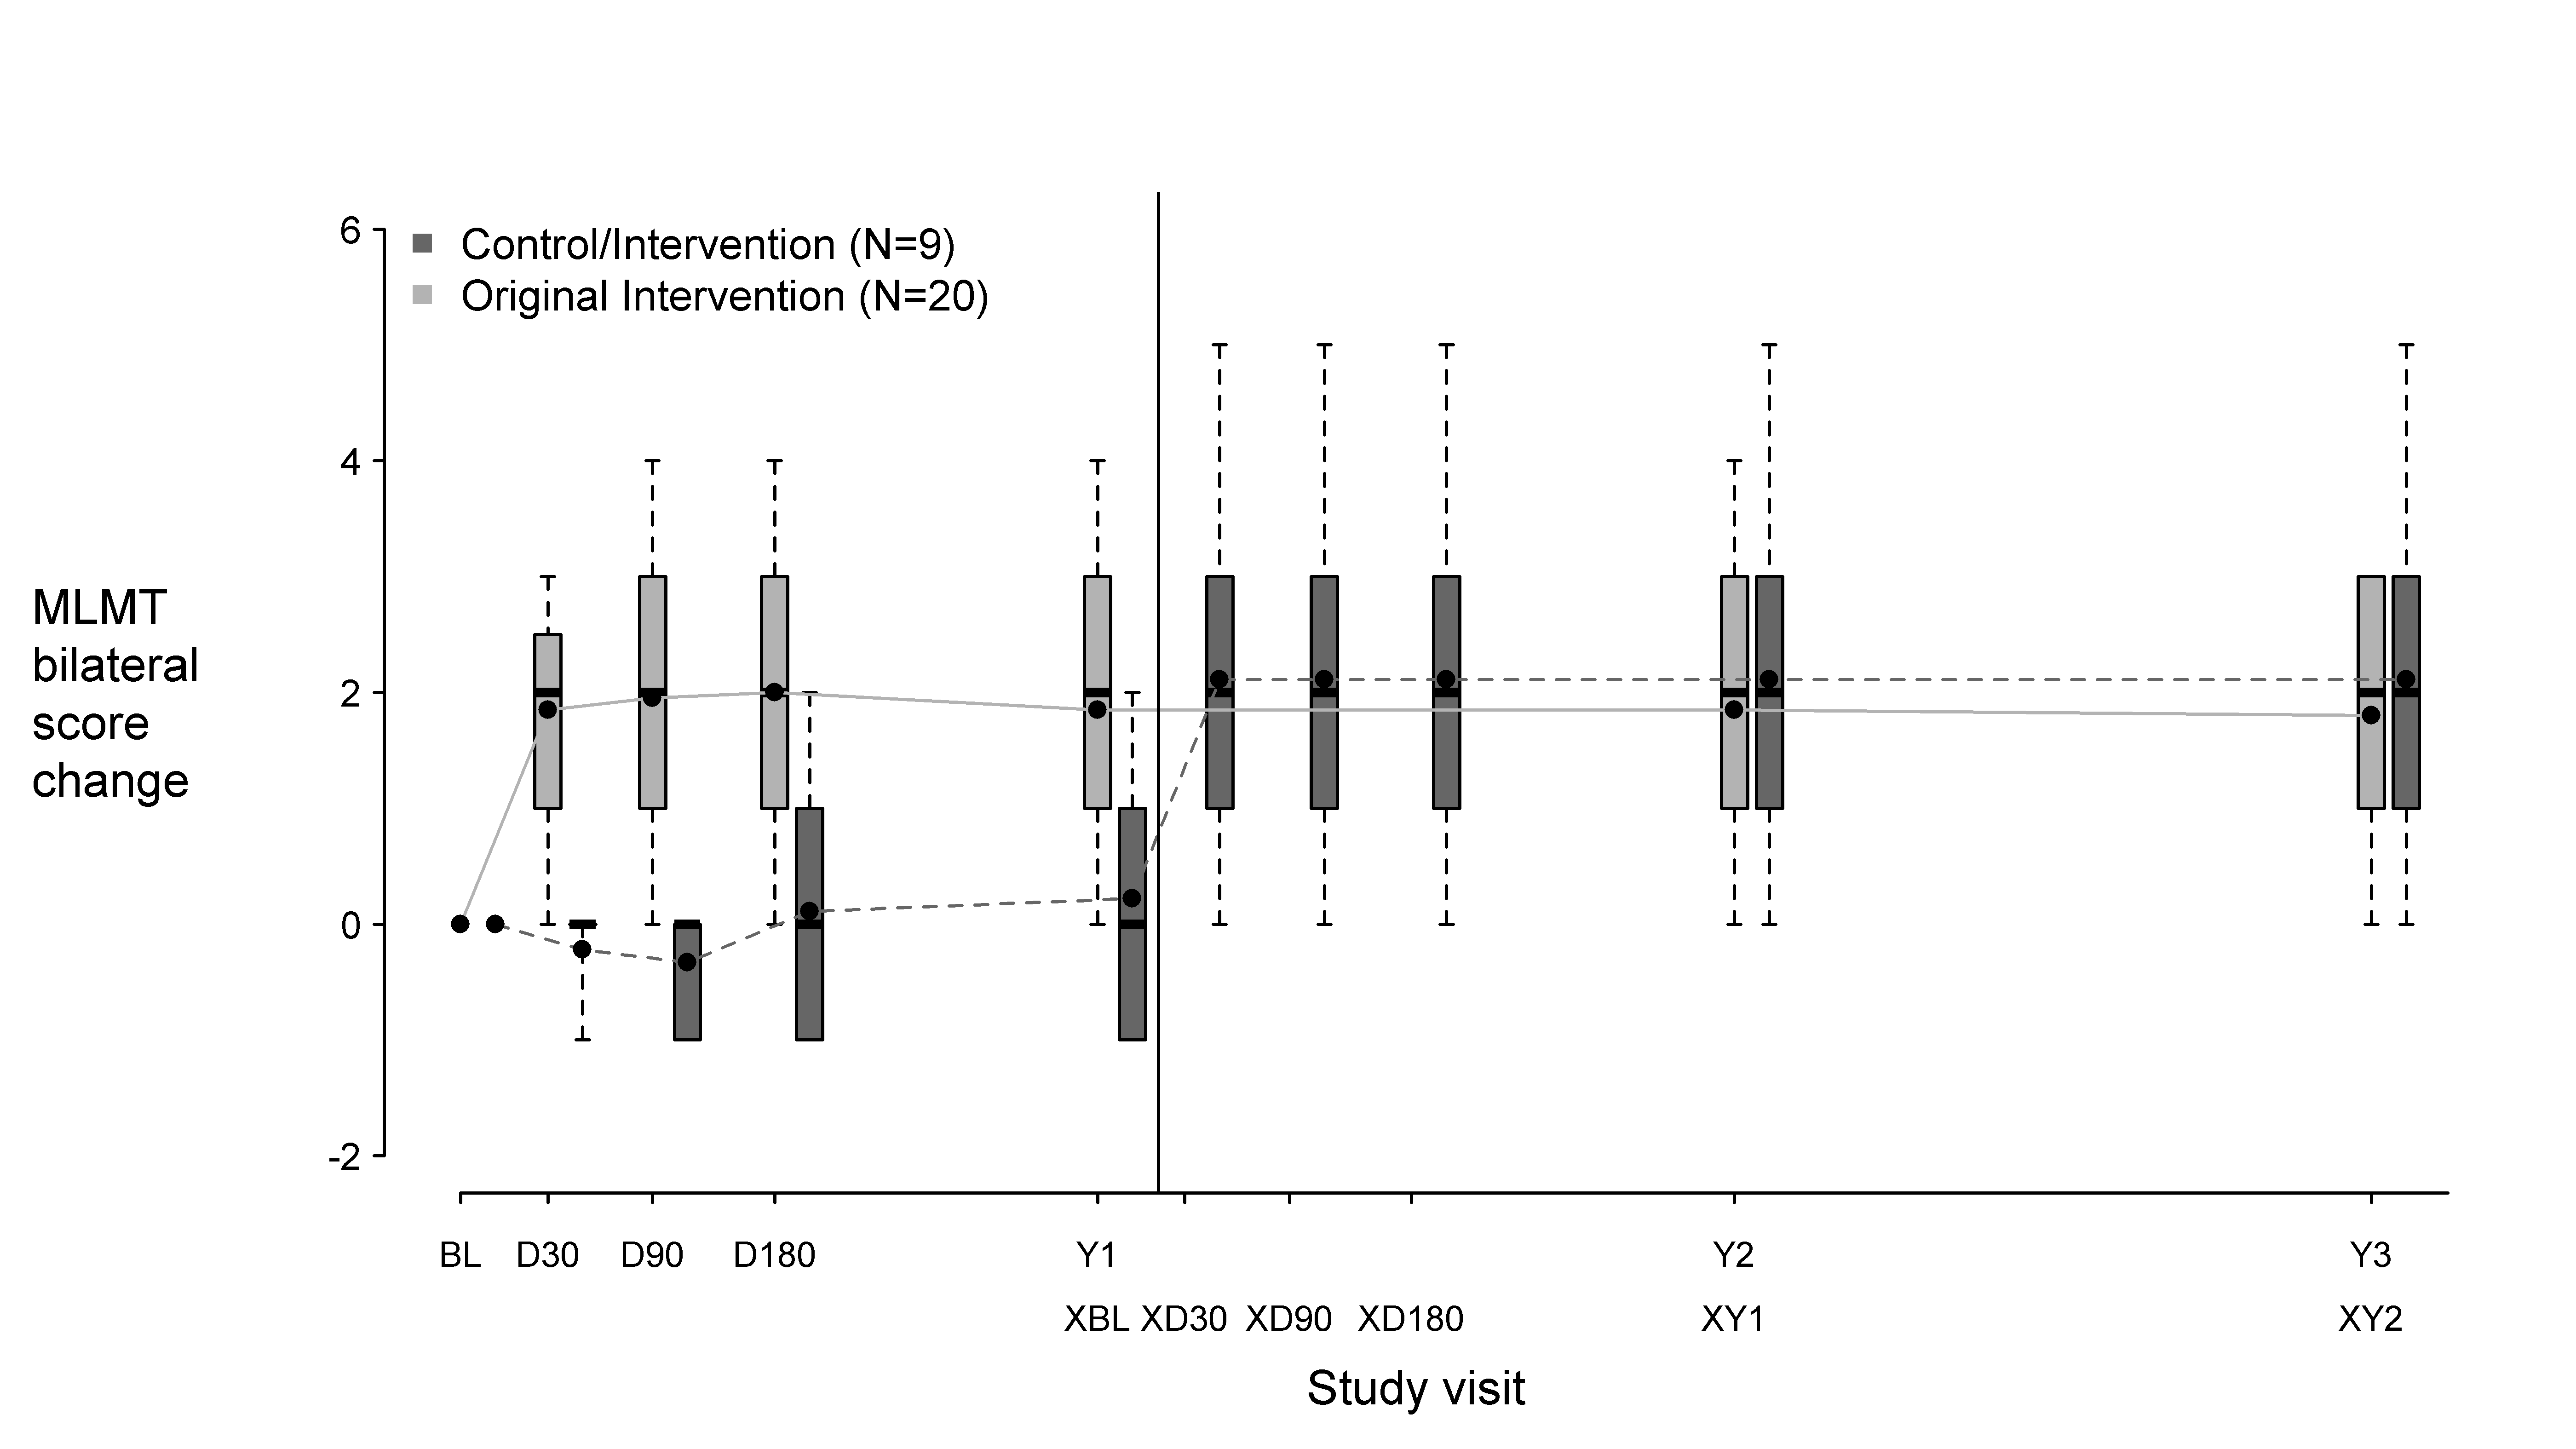 6
4
2
0
-2
Control/Intervention (N=9)
Original Intervention (N=20)
MLMT
bilateral
score
change
BL D30 D90 D180 Y1 Y2 Y3
XBL XD30 XD90 XD180 XY1 XY2
Study visit